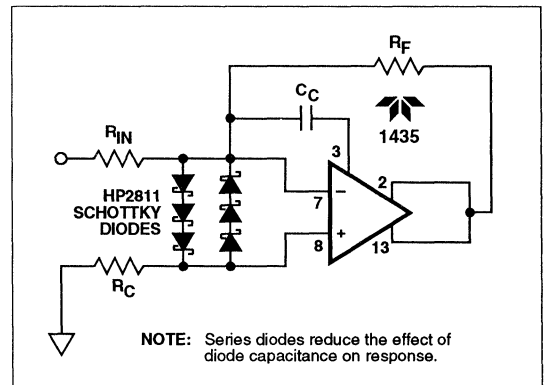 RF
CC
1435
RIN
3
2
HP2811
SCHOTTKY
DIODES
7
−
8
+
13
RC
NOTE: Series diodes reduce the effect of
diode capacitance on response.